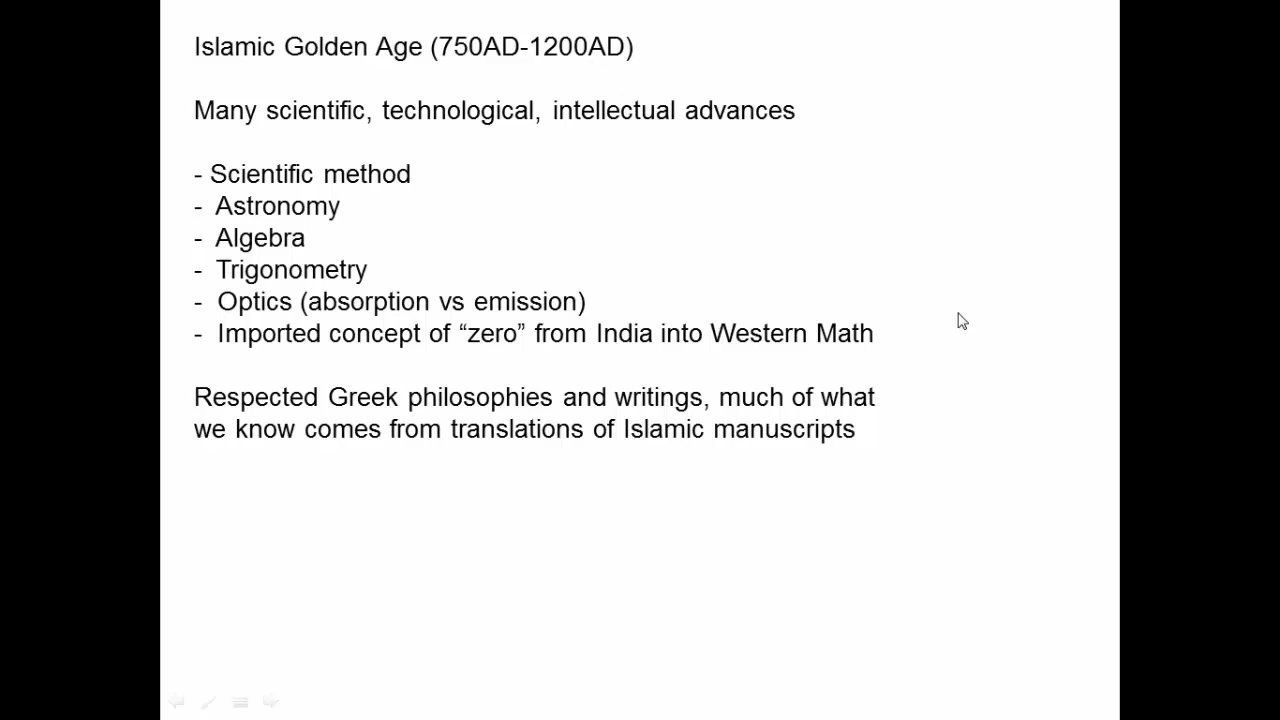 Islamic Golden Age (750AD-1200AD)
Many scientific, technological, intellectual advances
- Scientific method
- Astronomy
- Algebra
- Trigonometry
- Optics (absorption vs emission)
- Imported concept of “zero” from India into Western Math
Respected Greek philosophies and writings, much of what
we know comes from translations of Islamic manuscripts